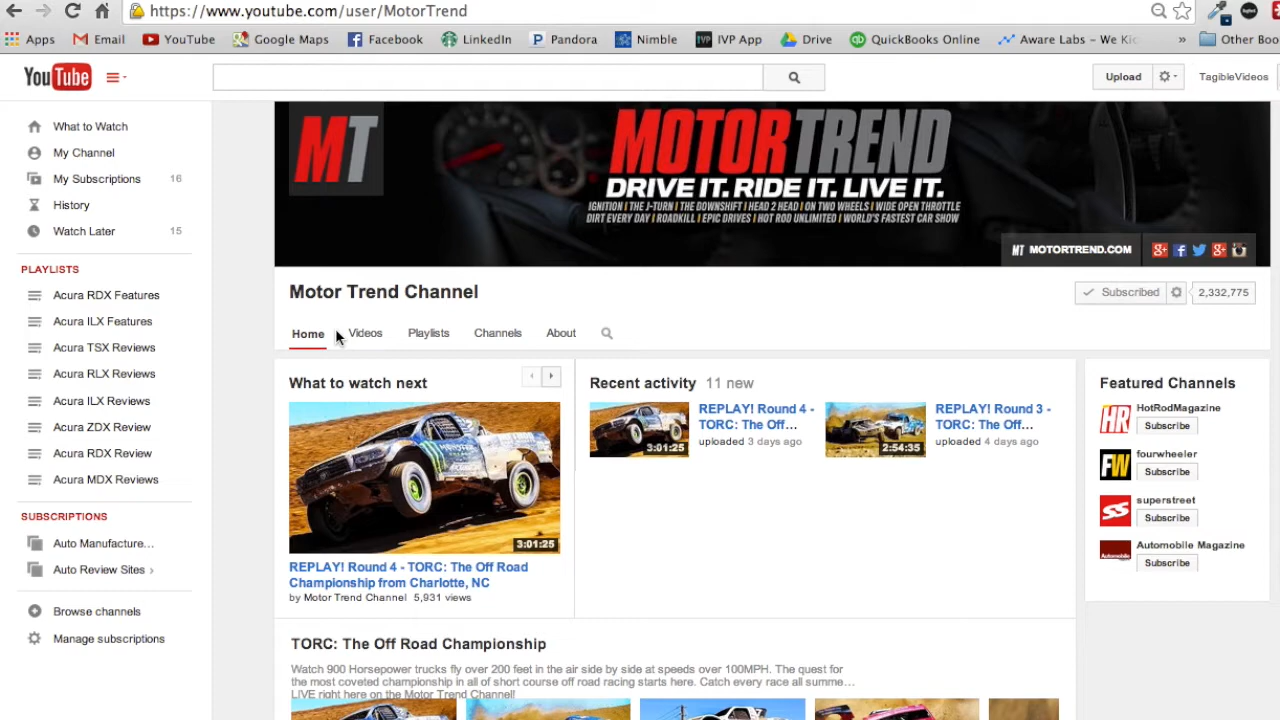 https://www.youtube.com/user/MotorTrend
Apps Email YouTube Google Maps Facebook LinkedIn Pandora Nimble IVP App Drive QuickBooks Online Aware Labs – We Kic » Other Boo
YouTube
Upload
TagibleVideos
What to Watch
My Channel
My Subscriptions 16
History
Watch Later 15
PLAYLISTS
Acura RDX Features
Acura ILX Features
Acura TSX Reviews
Acura RLX Reviews
Acura ILX Reviews
Acura ZDX Review
Acura RDX Review
Acura MDX Reviews
SUBSCRIPTIONS
Auto Manufacture...
Auto Review Sites ›
Browse channels
Manage subscriptions
MT
MOTORTREND
DRIVE IT. RIDE IT. LIVE IT.
IGNITION | THE J-TURN | THE DOWNSHIFT | HEAD 2 HEAD | ON TWO WHEELS | WIDE OPEN THROTTLE
DIRT EVERY DAY | ROADKILL | EPIC DRIVES | HOT ROD UNLIMITED | WORLD'S FASTEST CAR SHOW
MT MOTORTREND.COM
Motor Trend Channel
Subscribed 2,332,775
Home Videos Playlists Channels About
What to watch next
3:01:25
REPLAY! Round 4 - TORC: The Off Road
Championship from Charlotte, NC
by Motor Trend Channel 5,931 views
Recent activity 11 new
3:01:25
REPLAY! Round 4 -
TORC: The Off...
uploaded 3 days ago
2:54:35
REPLAY! Round 3 -
TORC: The Off...
uploaded 4 days ago
Featured Channels
HR
HotRodMagazine
Subscribe
FW
fourwheeler
Subscribe
SS
superstreet
Subscribe
Automobile
Automobile Magazine
Subscribe
TORC: The Off Road Championship
Watch 900 Horsepower trucks fly over 200 feet in the air side by side at speeds over 100MPH. The quest for
the most coveted championship in all of short course off road racing starts here. Catch every race all summe...
LIVE right here on the Motor Trend Channel!